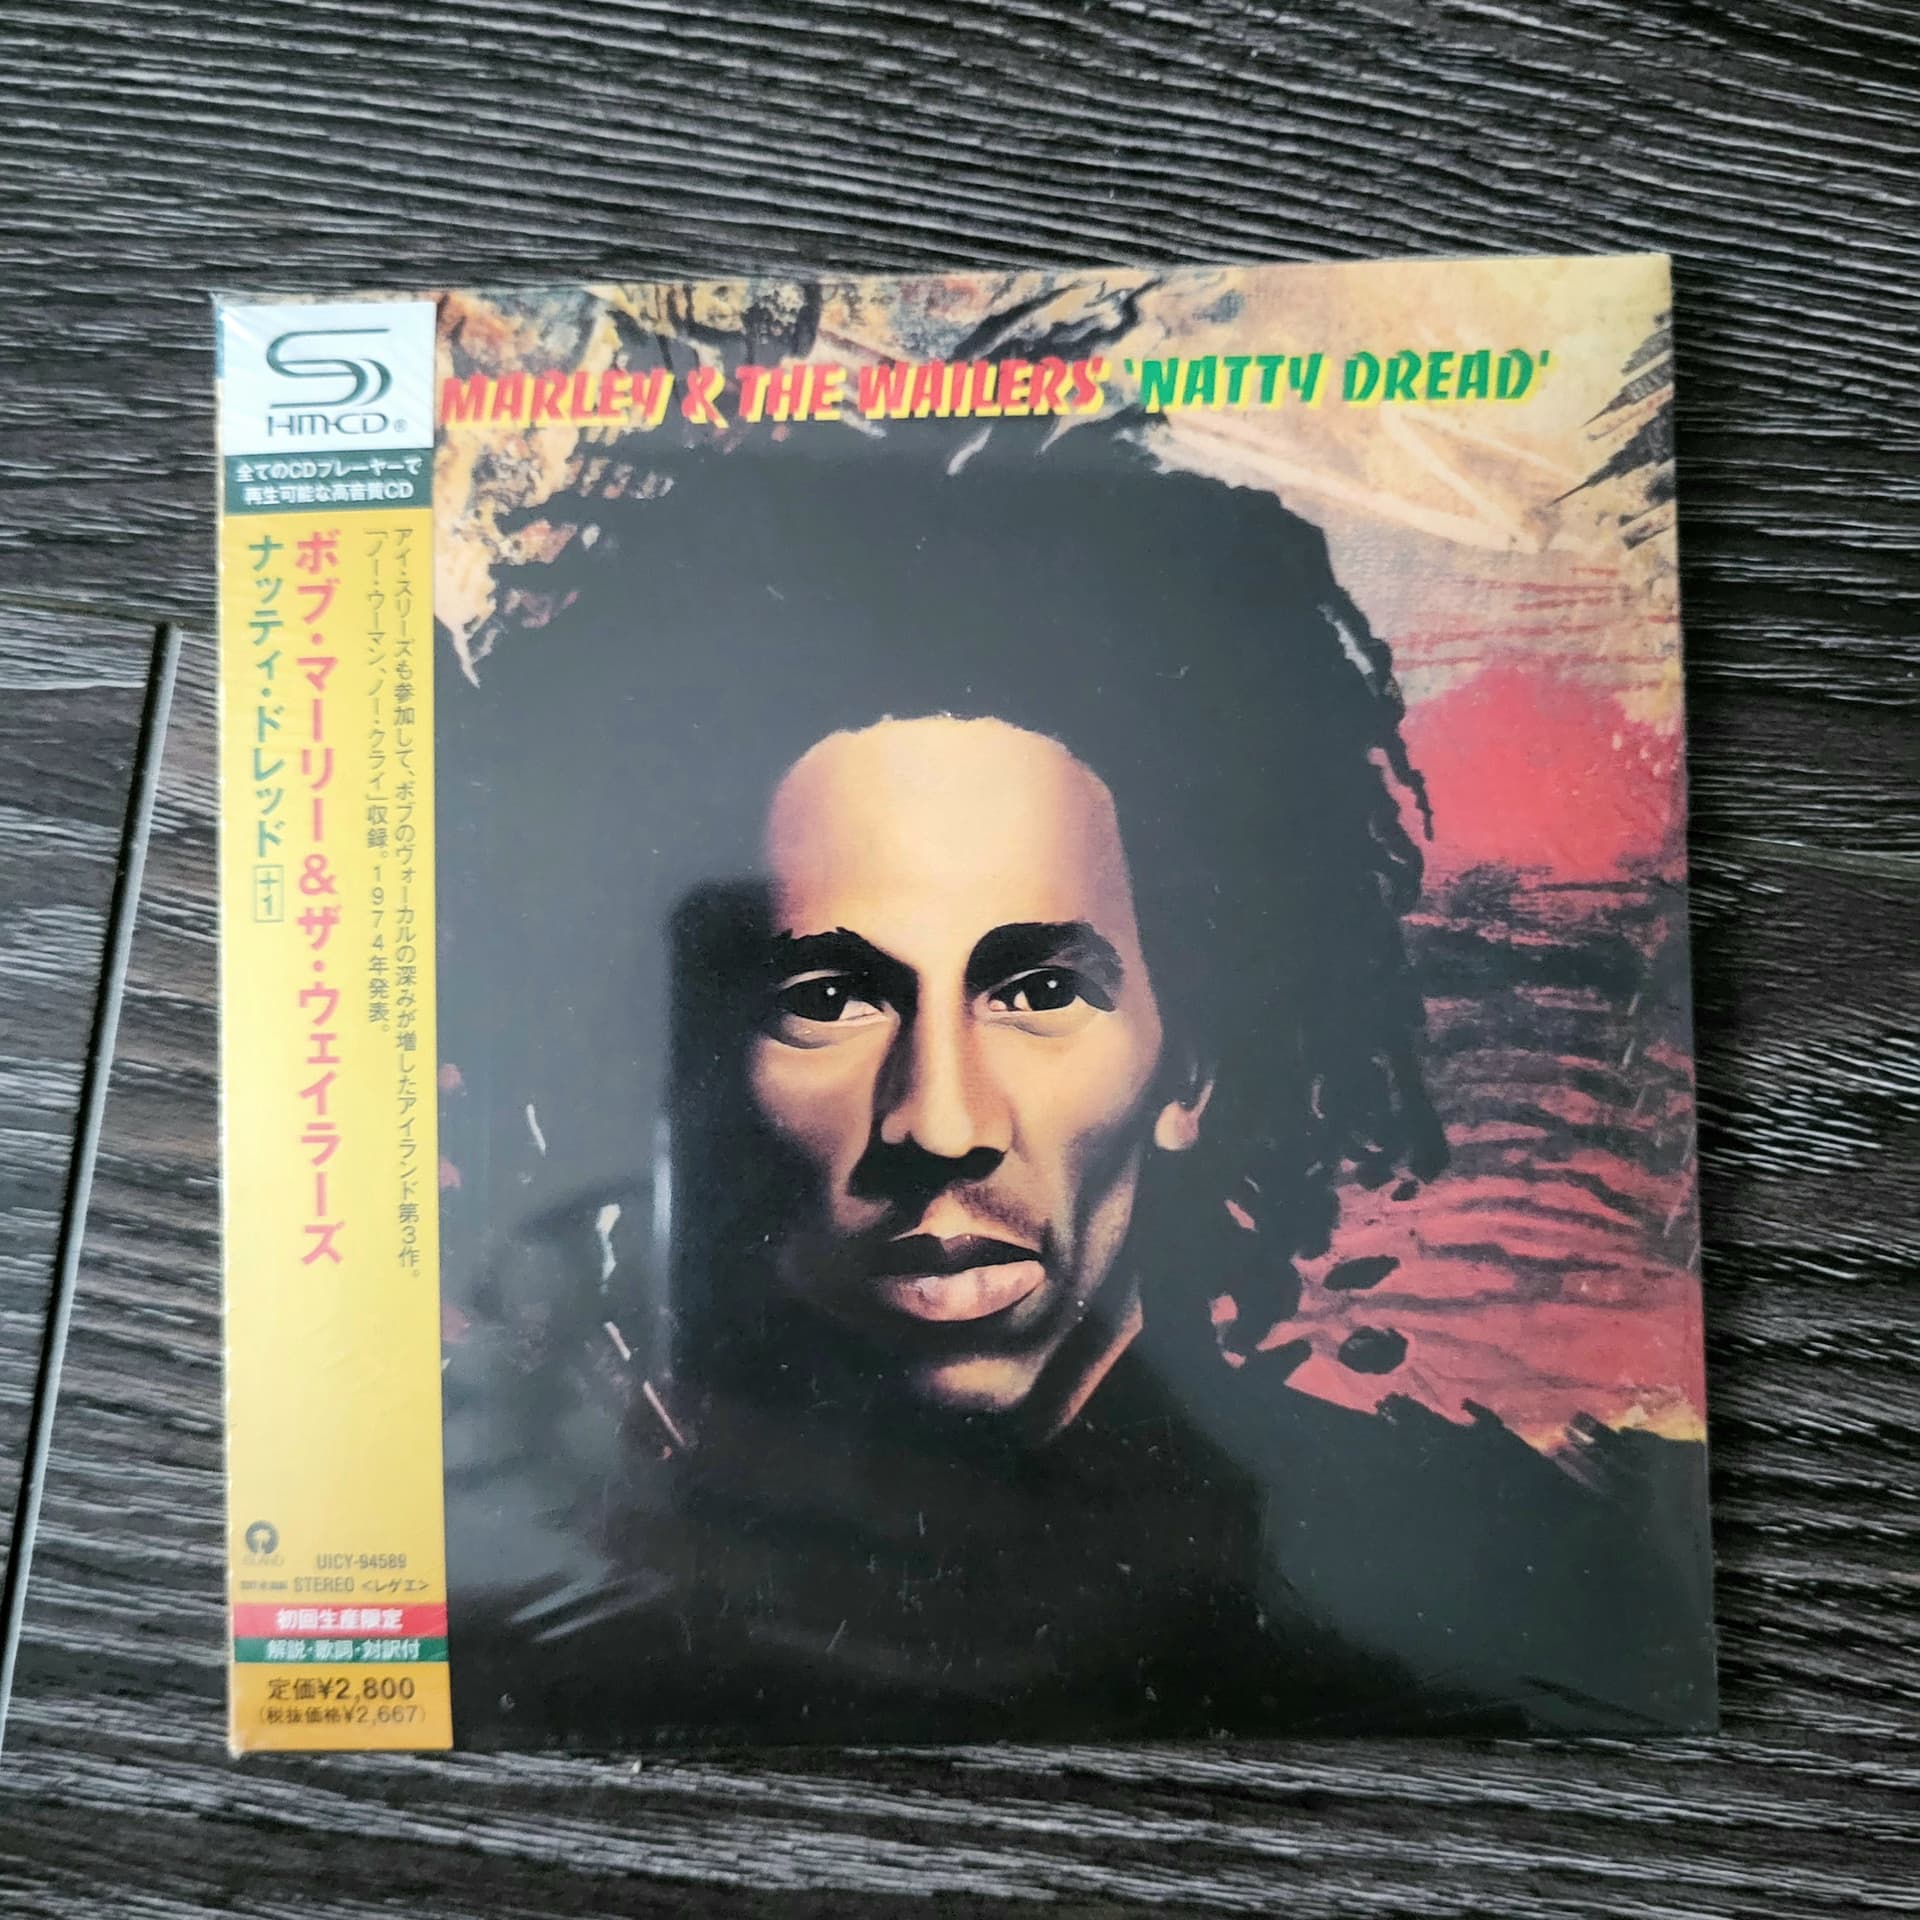 SHM-CD®
全てのCDプレーヤーで
再生可能な高音質CD
MARLEY & THE WAILERS 'NATTY DREAD'
アイ・スリーズも参加して、ボブのヴォーカルの深みが増したアイランド第3作。
「ノー・ウーマン、ノー・クライ」収録。1974年発表。
ボブ・マーリー&ザ・ウェイラーズ
ナッティ・ドレッド+1
ISLAND
UICY-94589
STEREO <レゲエ>
初回生産限定
解説・歌詞・対訳付
定価¥2,800
(税抜価格¥2,667)